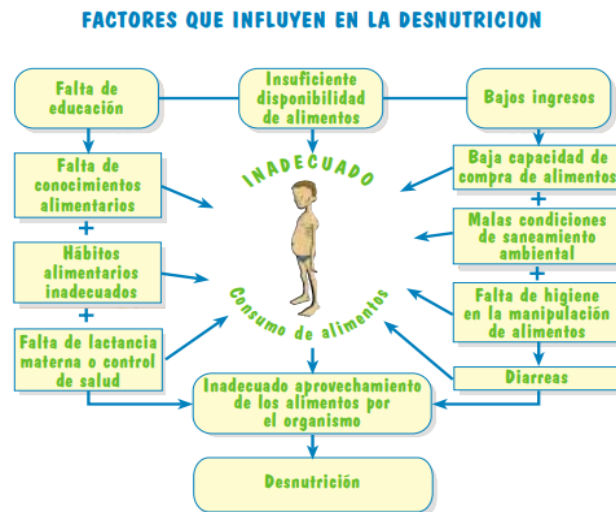 FACTORES QUE INFLUYEN EN LA DESNUTRICION
Falta de
educación
Insuficiente
disponibilidad
de alimentos
Bajos ingresos
Falta de
conocimientos
alimentarios
+
Hábitos
alimentarios
inadecuados
+
Falta de lactancia
materna o control
de salud
INADECUADO
Consumo de alimentos
Baja capacidad de
compra de alimentos
+
Malas condiciones
de saneamiento
ambiental
+
Falta de higiene
en la manipulación
de alimentos
Diarreas
Inadecuado aprovechamiento
de los alimentos por
el organismo
Desnutrición